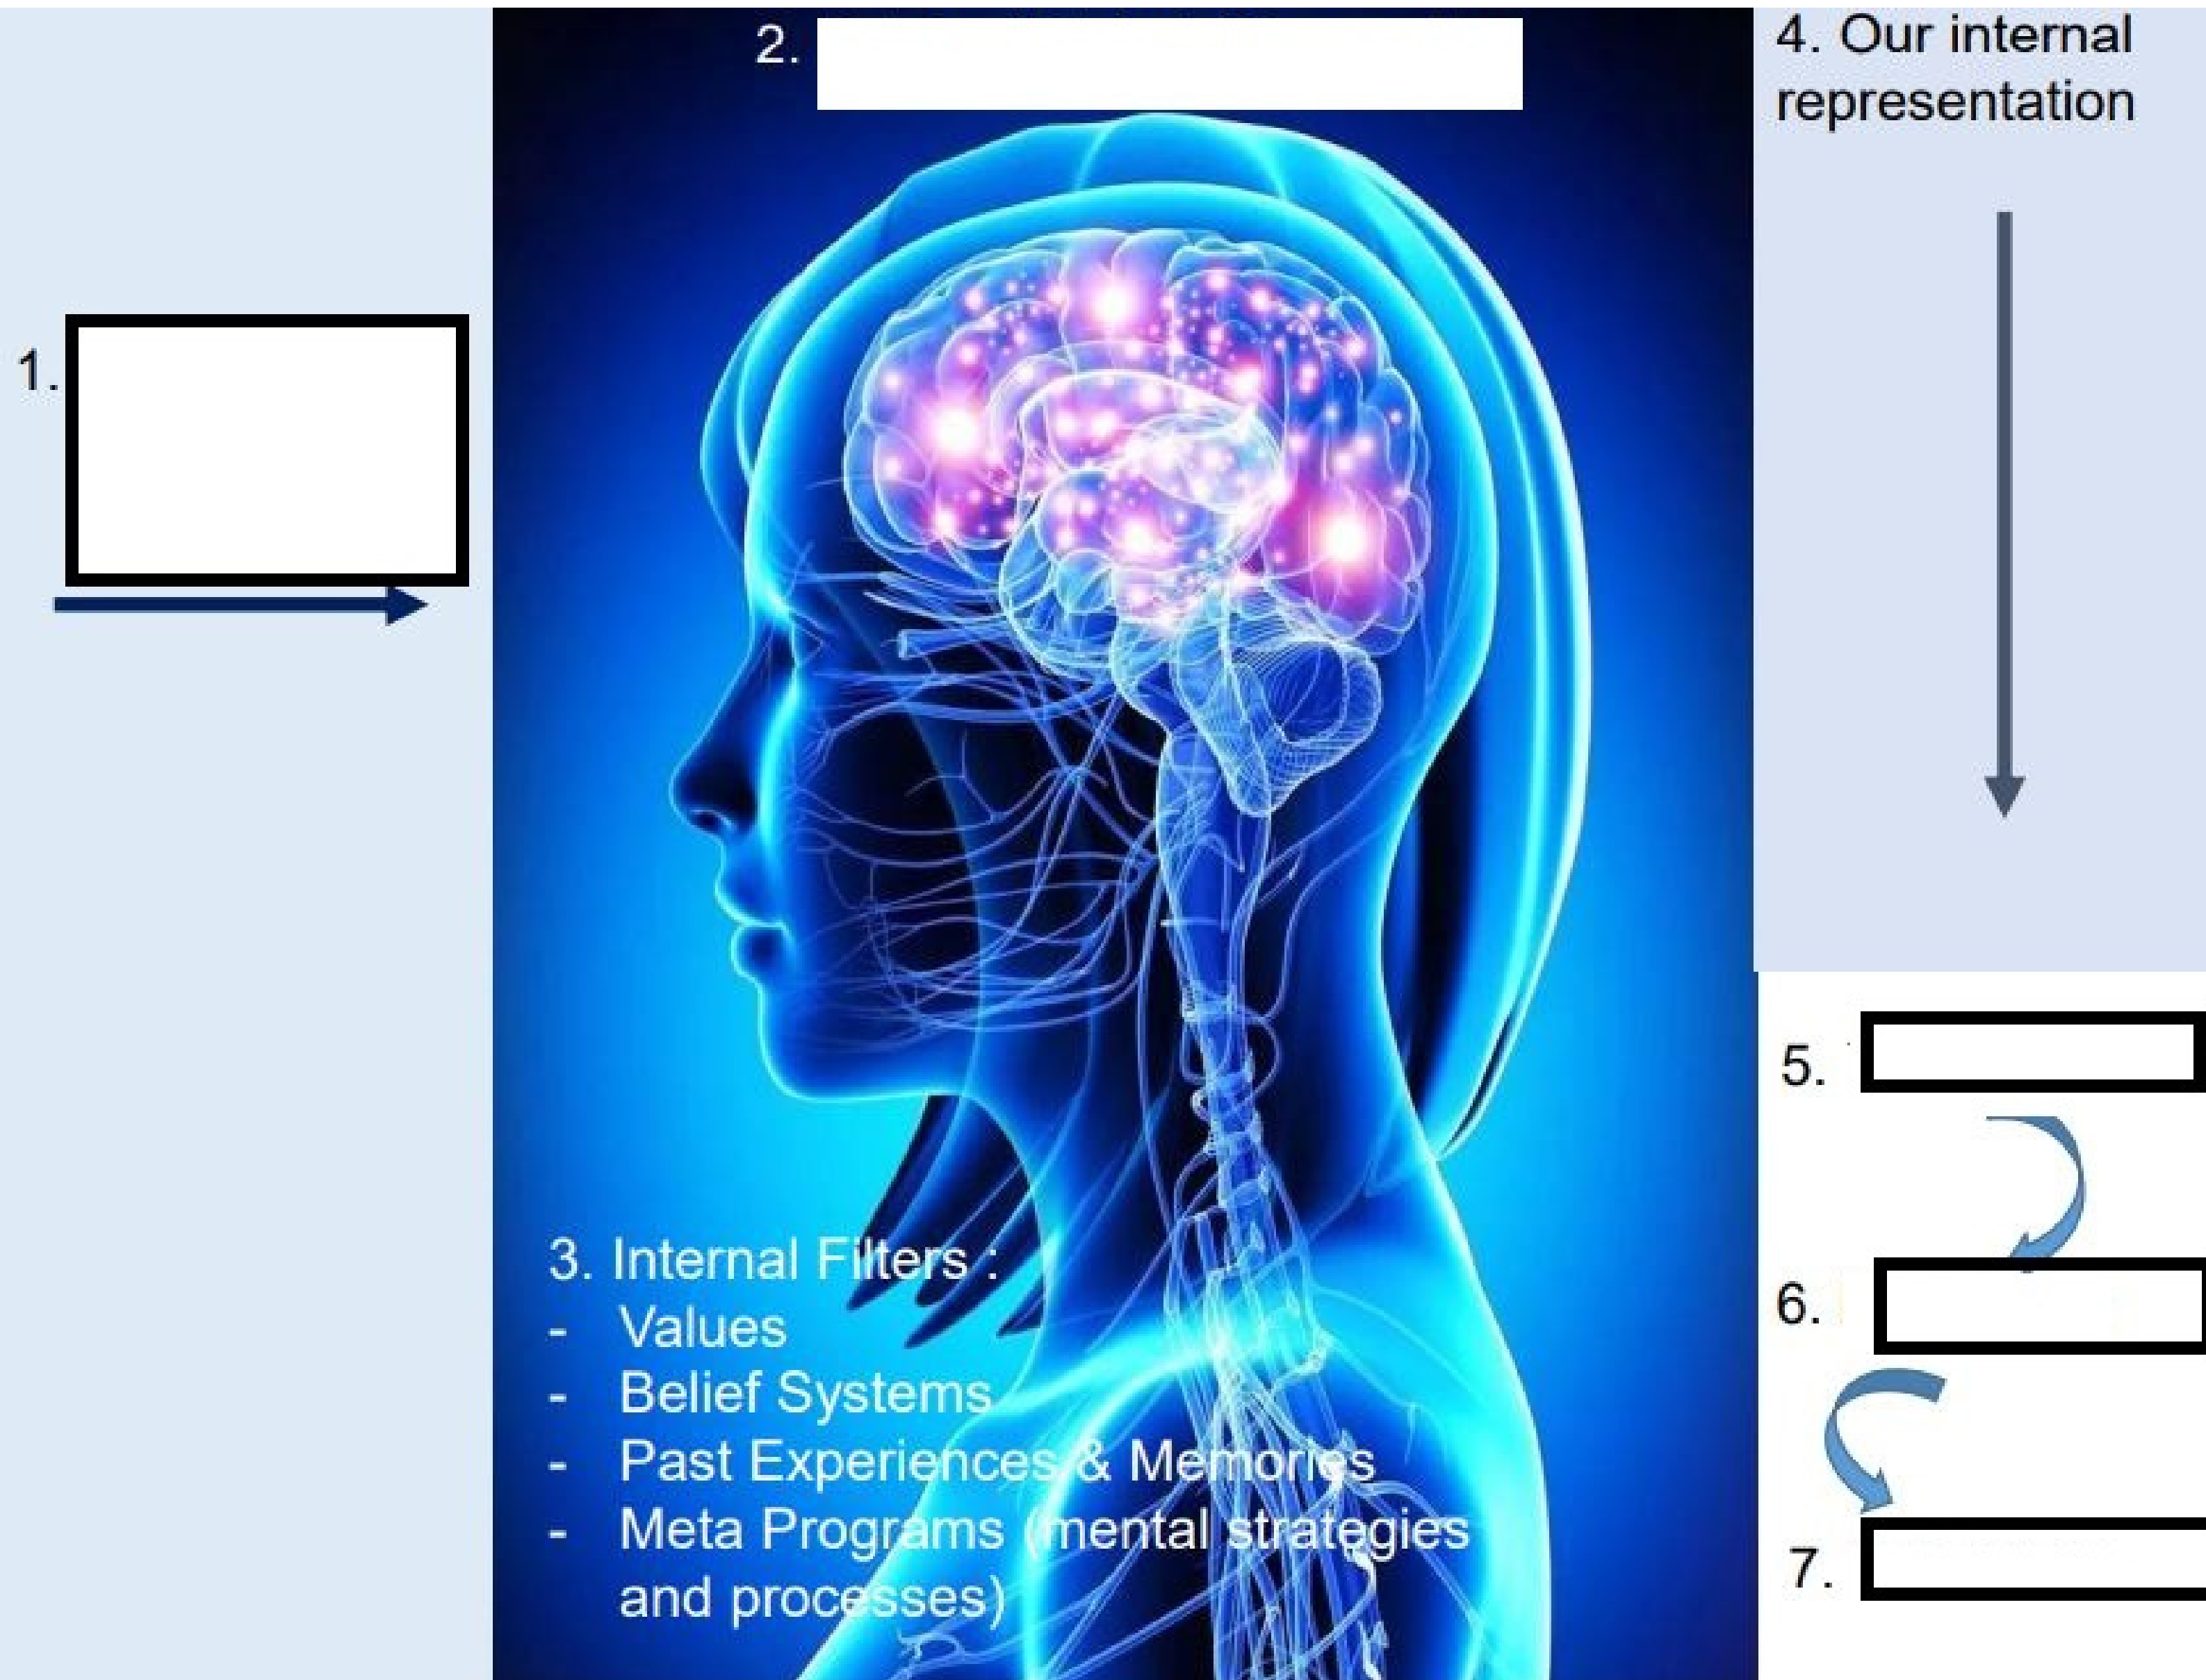 1.
2.
3. Internal Filters :
- Values
- Belief Systems
- Past Experiences & Memories
- Meta Programs (mental strategies
and processes)
4. Our internal
representation
5.
6.
7.